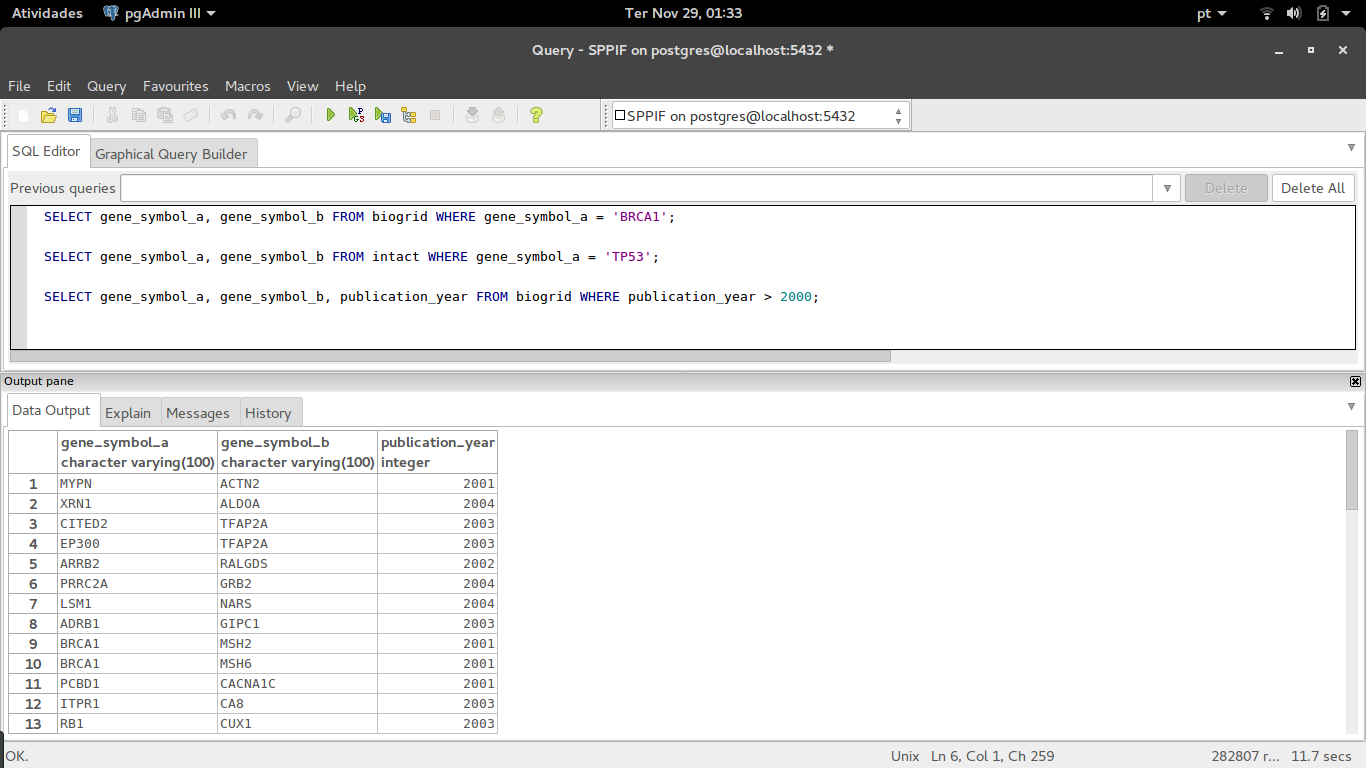 Atividades pgAdmin III Ter Nov 29, 01:33 pt
Query - SPPIF on postgres@localhost:5432 *
File Edit Query Favourites Macros View Help
SPPIF on postgres@localhost:5432
SQL Editor Graphical Query Builder
Previous queries Delete Delete All
SELECT gene_symbol_a, gene_symbol_b FROM biogrid WHERE gene_symbol_a = 'BRCA1';
SELECT gene_symbol_a, gene_symbol_b FROM intact WHERE gene_symbol_a = 'TP53';
SELECT gene_symbol_a, gene_symbol_b, publication_year FROM biogrid WHERE publication_year > 2000;
Output pane
Data Output Explain Messages History
gene_symbol_a gene_symbol_b publication_year
character varying(100) character varying(100) integer
1 MYPN ACTN2 2001
2 XRN1 ALDOA 2004
3 CITED2 TFAP2A 2003
4 EP300 TFAP2A 2003
5 ARRB2 RALGDS 2002
6 PRRC2A GRB2 2004
7 LSM1 NARS 2004
8 ADRB1 GIPC1 2003
9 BRCA1 MSH2 2001
10 BRCA1 MSH6 2001
11 PCBD1 CACNA1C 2001
12 ITPR1 CA8 2003
13 RB1 CUX1 2003
OK. Unix Ln 6, Col 1, Ch 259 282807 r... 11.7 secs